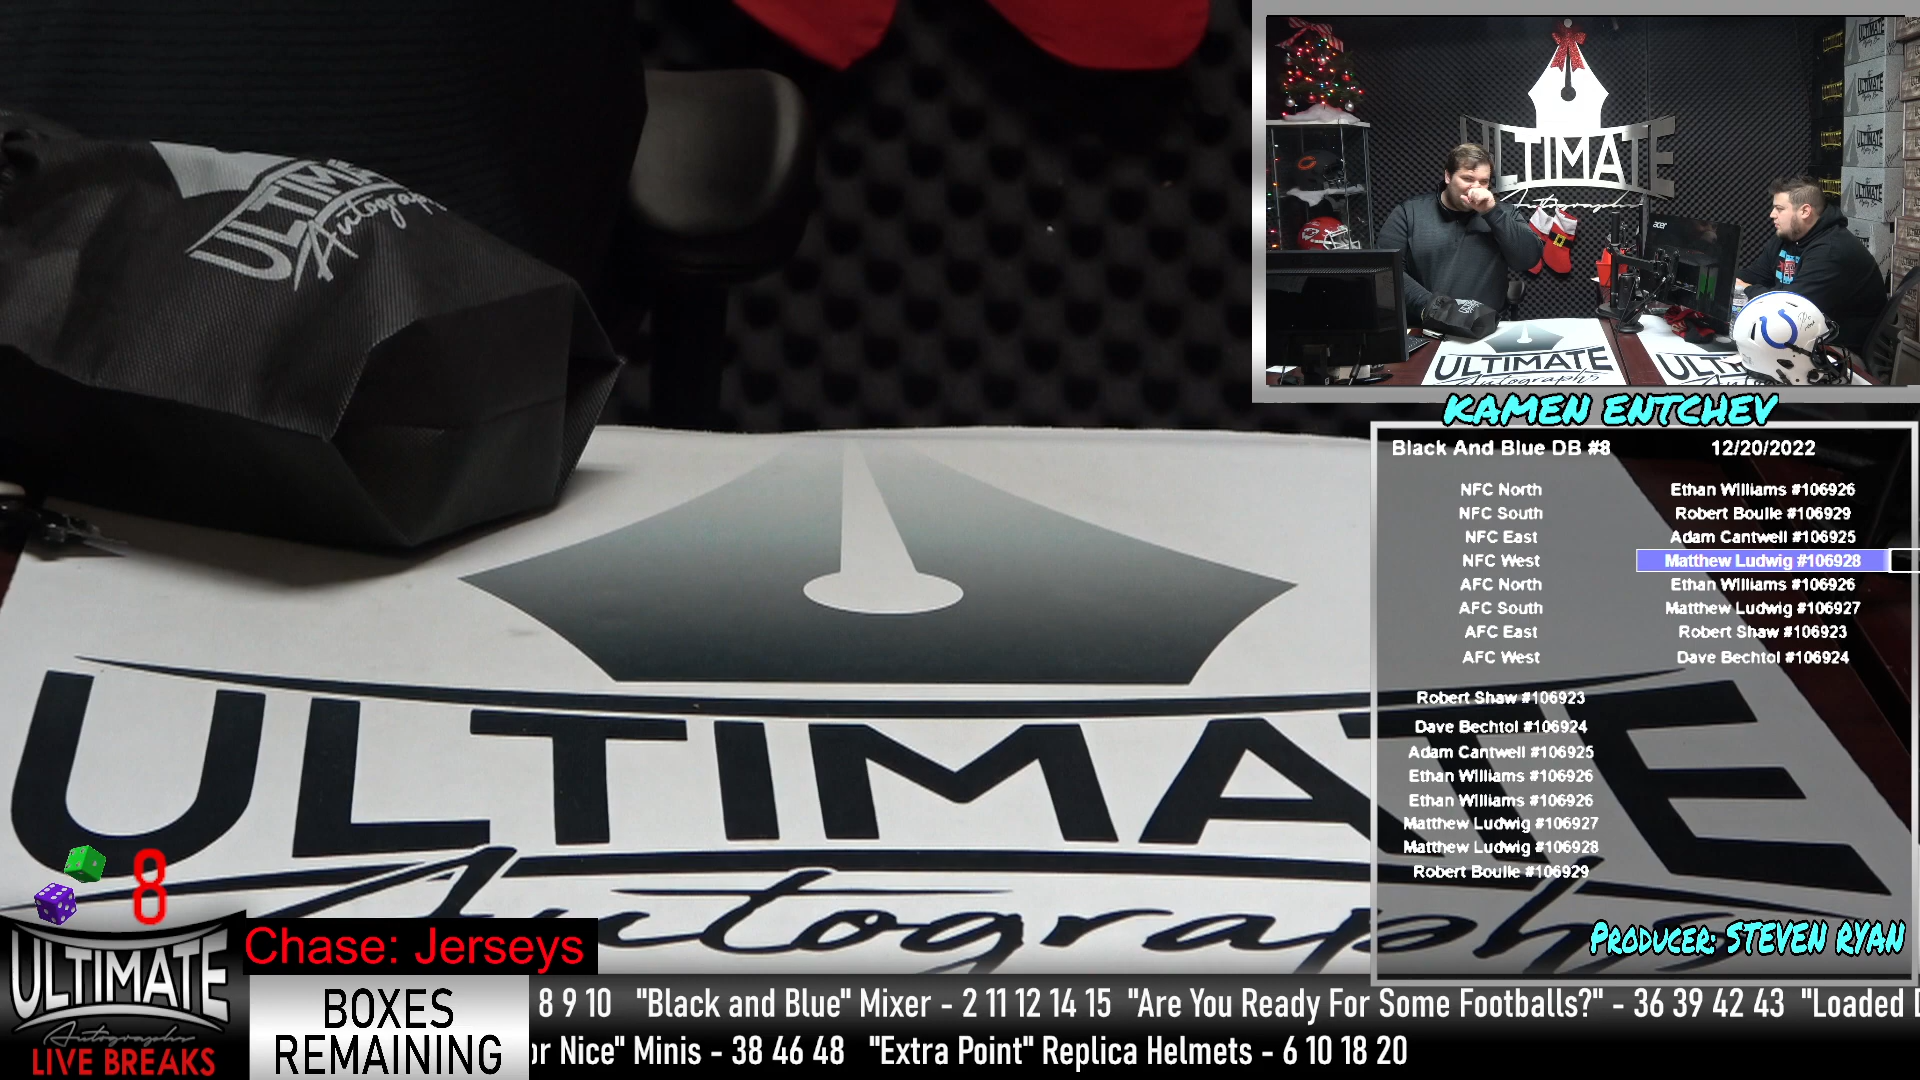 ULTIMATE
Autographs
ULTIMATE
Autographs
acer
ULTIMATE
Autographs
KAMEN ENTCHEV
Black And Blue DB #8 12/20/2022
NFC North Ethan Williams #106926
NFC South Robert Boulle #106929
NFC East Adam Cantwell #106925
NFC West Matthew Ludwig #106928
AFC North Ethan Williams #106926
AFC South Matthew Ludwig #106927
AFC East Robert Shaw #106923
AFC West Dave Bechtol #106924
Robert Shaw #106923
Dave Bechtol #106924
Adam Cantwell #106925
Ethan Williams #106926
Ethan Williams #106926
Matthew Ludwig #106927
Matthew Ludwig #106928
Robert Boulle #106929
Producer: STEVEN RYAN
ULTIMATE
Autographs
8
ULTIMATE
Autographs
LIVE BREAKS
Chase: Jerseys
BOXES
REMAINING
8 9 10 "Black and Blue" Mixer - 2 11 12 14 15 "Are You Ready For Some Footballs?" - 36 39 42 43 "Loaded
or Nice" Minis - 38 46 48 "Extra Point" Replica Helmets - 6 10 18 20